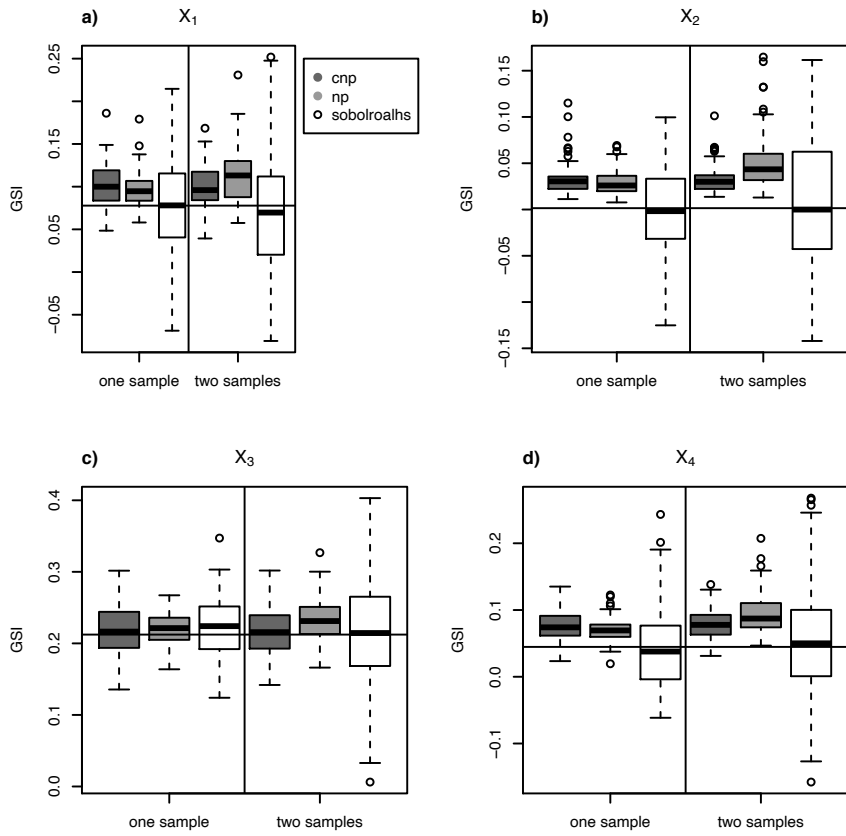 a)
X1
GSI
0.25
0.15
0.05
−0.05
one sample
two samples
cnp
np
sobolroalhs
b)
X2
GSI
0.15
0.10
0.05
−0.05
−0.15
one sample
two samples
c)
X3
GSI
0.4
0.3
0.2
0.1
0.0
one sample
two samples
d)
X4
GSI
0.2
0.1
0.0
−0.1
one sample
two samples